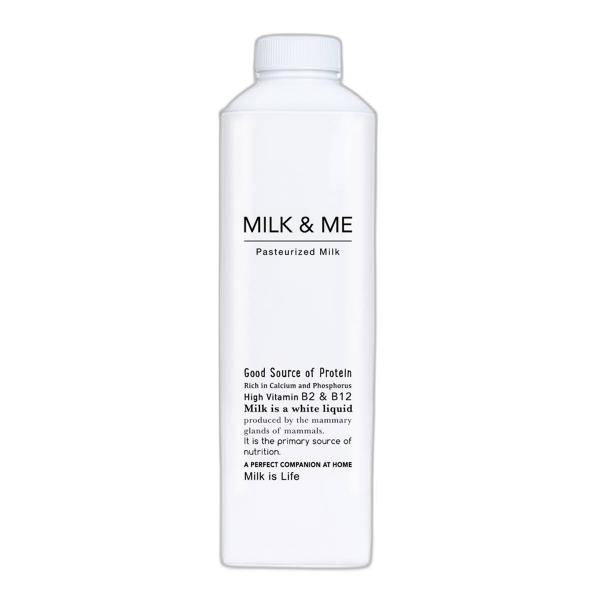 MILK & ME
Pasteurized Milk
Good Source of Protein
Rich in Calcium and Phosphorus
High Vitamin B2 & B12
Milk is a white liquid
produced by the mammary
glands of mammals.
It is the primary source of
nutrition.
A PERFECT COMPANION AT HOME
Milk is Life